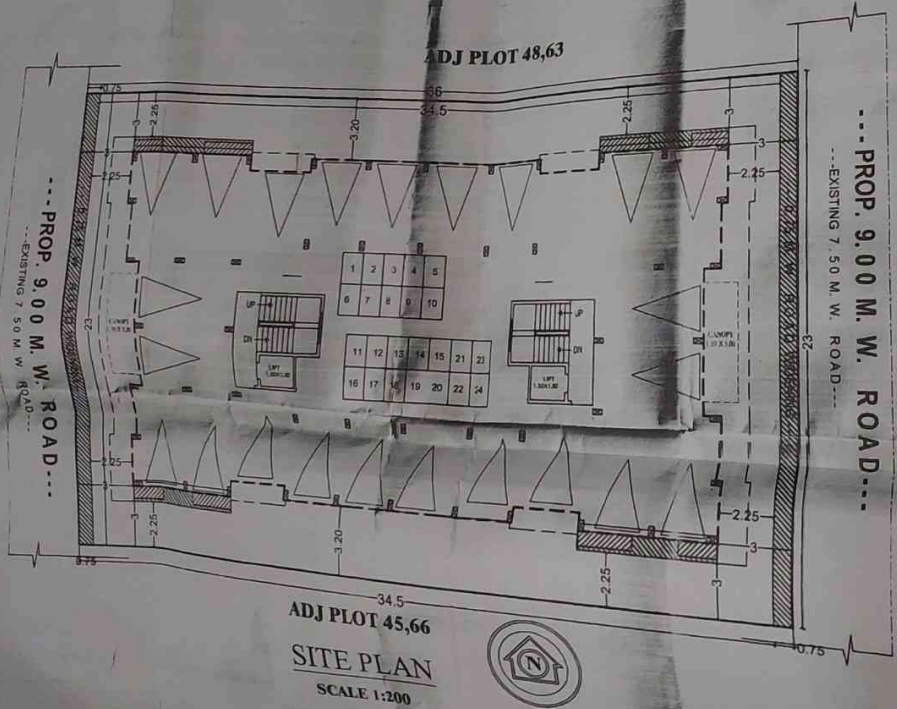 ADJ PLOT 48,63
36
34.5
0.75
3
2.25
3.20
2.25
3
3
2.25
3
2.25
---PROP. 9.00 M. W. ROAD---
---EXISTING 7.50 M W ROAD---
---PROP. 9.00 M. W. ROAD---
---EXISTING 7.50 M. W. ROAD---
23
23
1 2 3 4 5
6 7 8 9 10
UP
DN
LIFT
UP
DN
LIFT
11 12 13 14 15 21 23
16 17 18 19 20 22 24
CANOPY
CANOPY
2.25
3
3
2.25
3.20
2.25
3
2.25
3
0.75
34.5
0.75
ADJ PLOT 45,66
SITE PLAN
SCALE 1:200
N